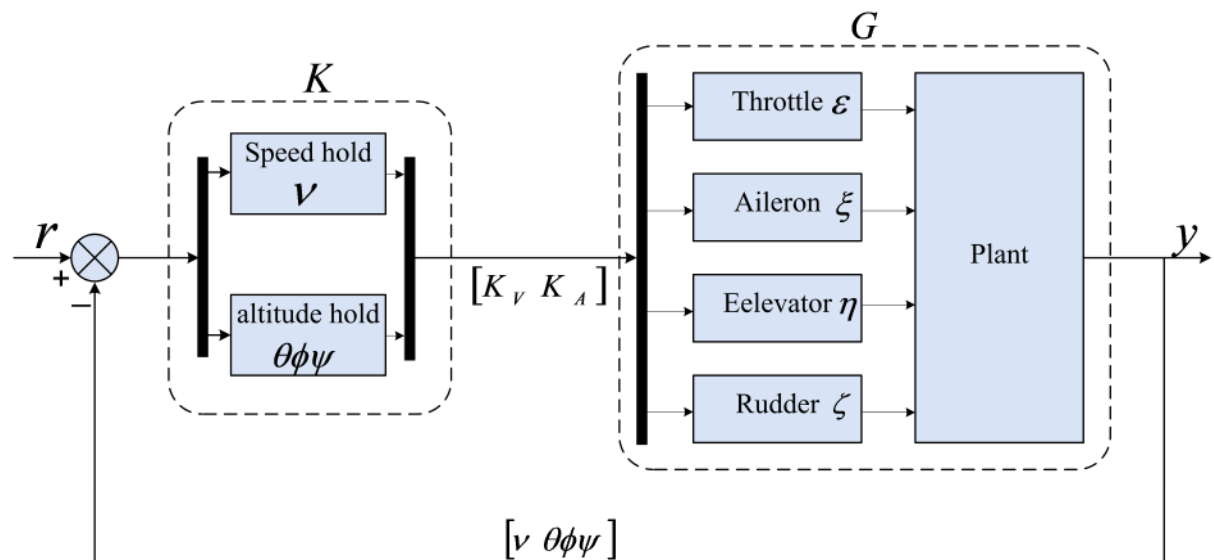 G
K
Throttle ε
Speed hold
ν
Aileron ξ
r
+
−
[K_V K_A]
Plant
y
altitude hold
θϕψ
Eelevator η
Rudder ζ
[ν θϕψ]